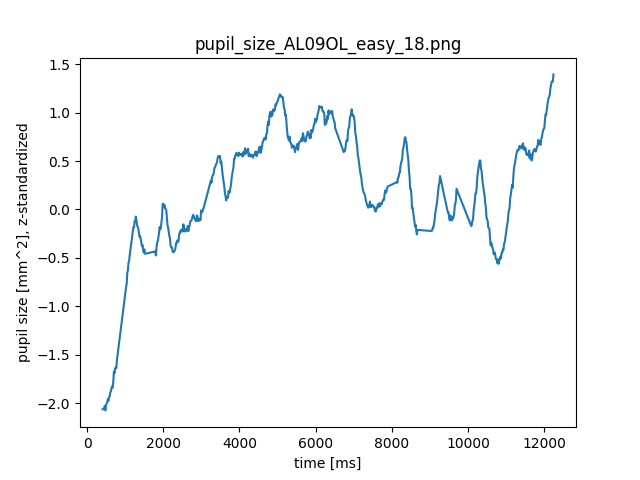 pupil_size_AL09OL_easy_18.png
1.5
1.0
0.5
0.0
−0.5
−1.0
−1.5
−2.0
pupil size [mm^2], z-standardized
0 2000 4000 6000 8000 10000 12000
time [ms]